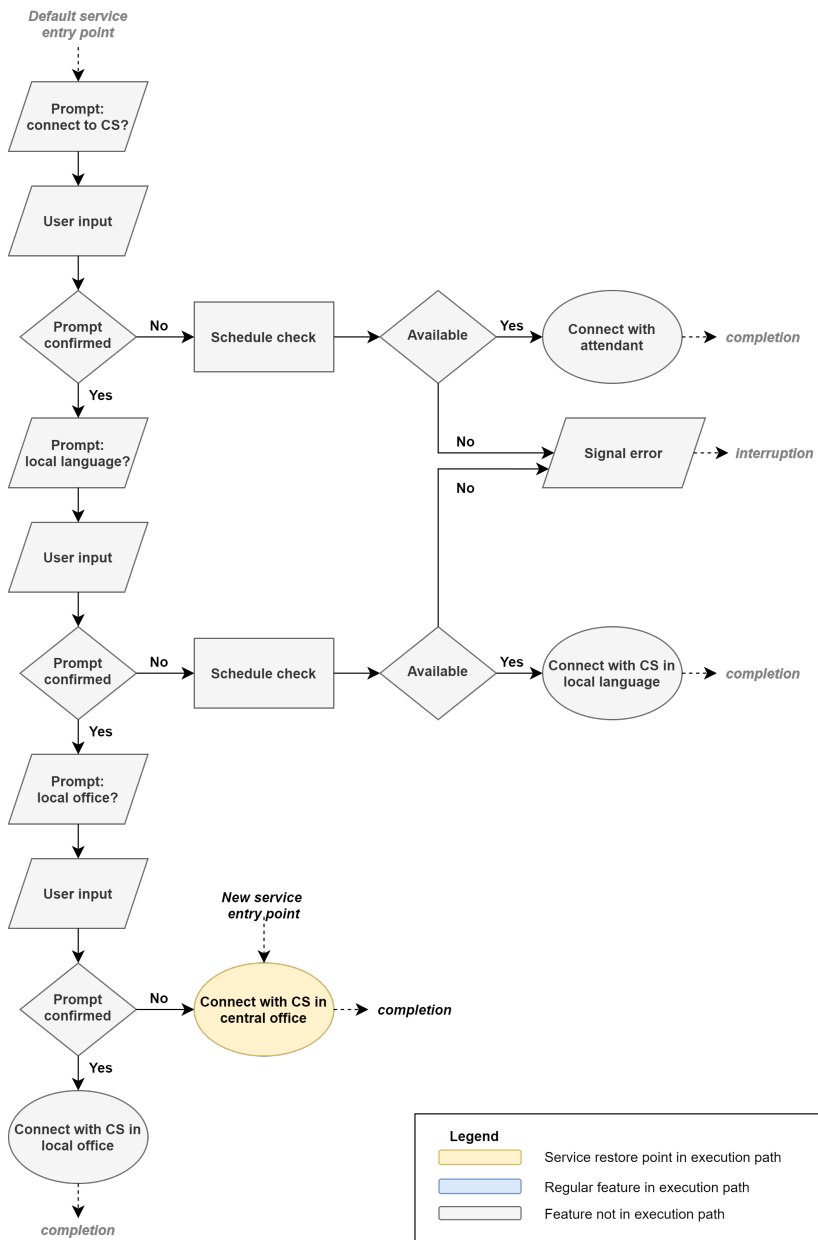 Default service
entry point
Prompt:
connect to CS?
User input
Prompt
confirmed
No
Schedule check
Available
Yes
Connect with
attendant
completion
Yes
No
Prompt:
local language?
Signal error
interruption
No
User input
Prompt
confirmed
No
Schedule check
Available
Yes
Connect with CS in
local language
completion
Yes
Prompt:
local office?
User input
New service
entry point
Prompt
confirmed
No
Connect with CS in
central office
completion
Yes
Connect with CS in
local office
completion
Legend
Service restore point in execution path
Regular feature in execution path
Feature not in execution path